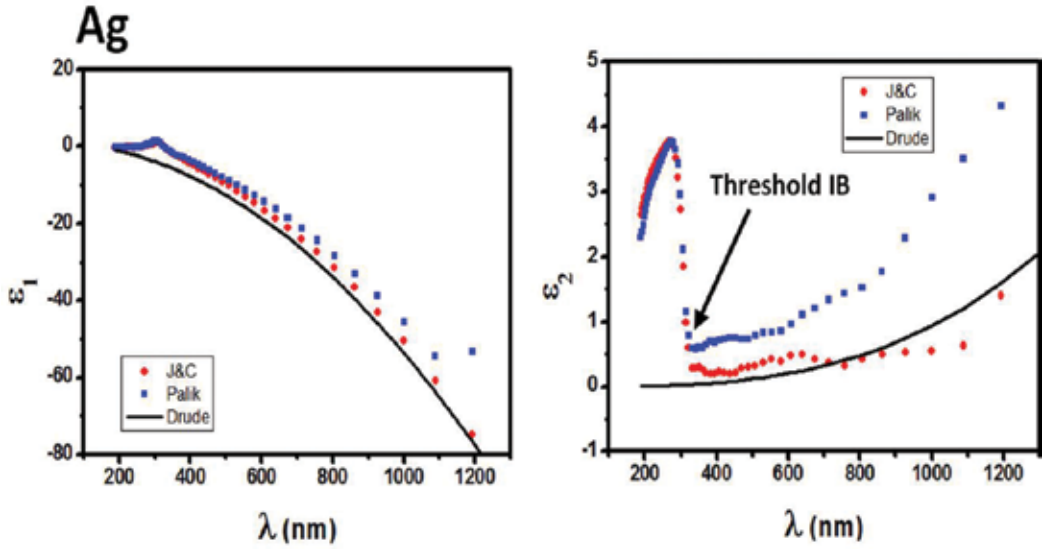 Ag
20
0
-20
-40
-60
-80
ε1
200 400 600 800 1000 1200
λ (nm)
J&C
Palik
Drude
5
4
3
2
1
0
-1
ε2
200 400 600 800 1000 1200
λ (nm)
J&C
Palik
Drude
Threshold IB